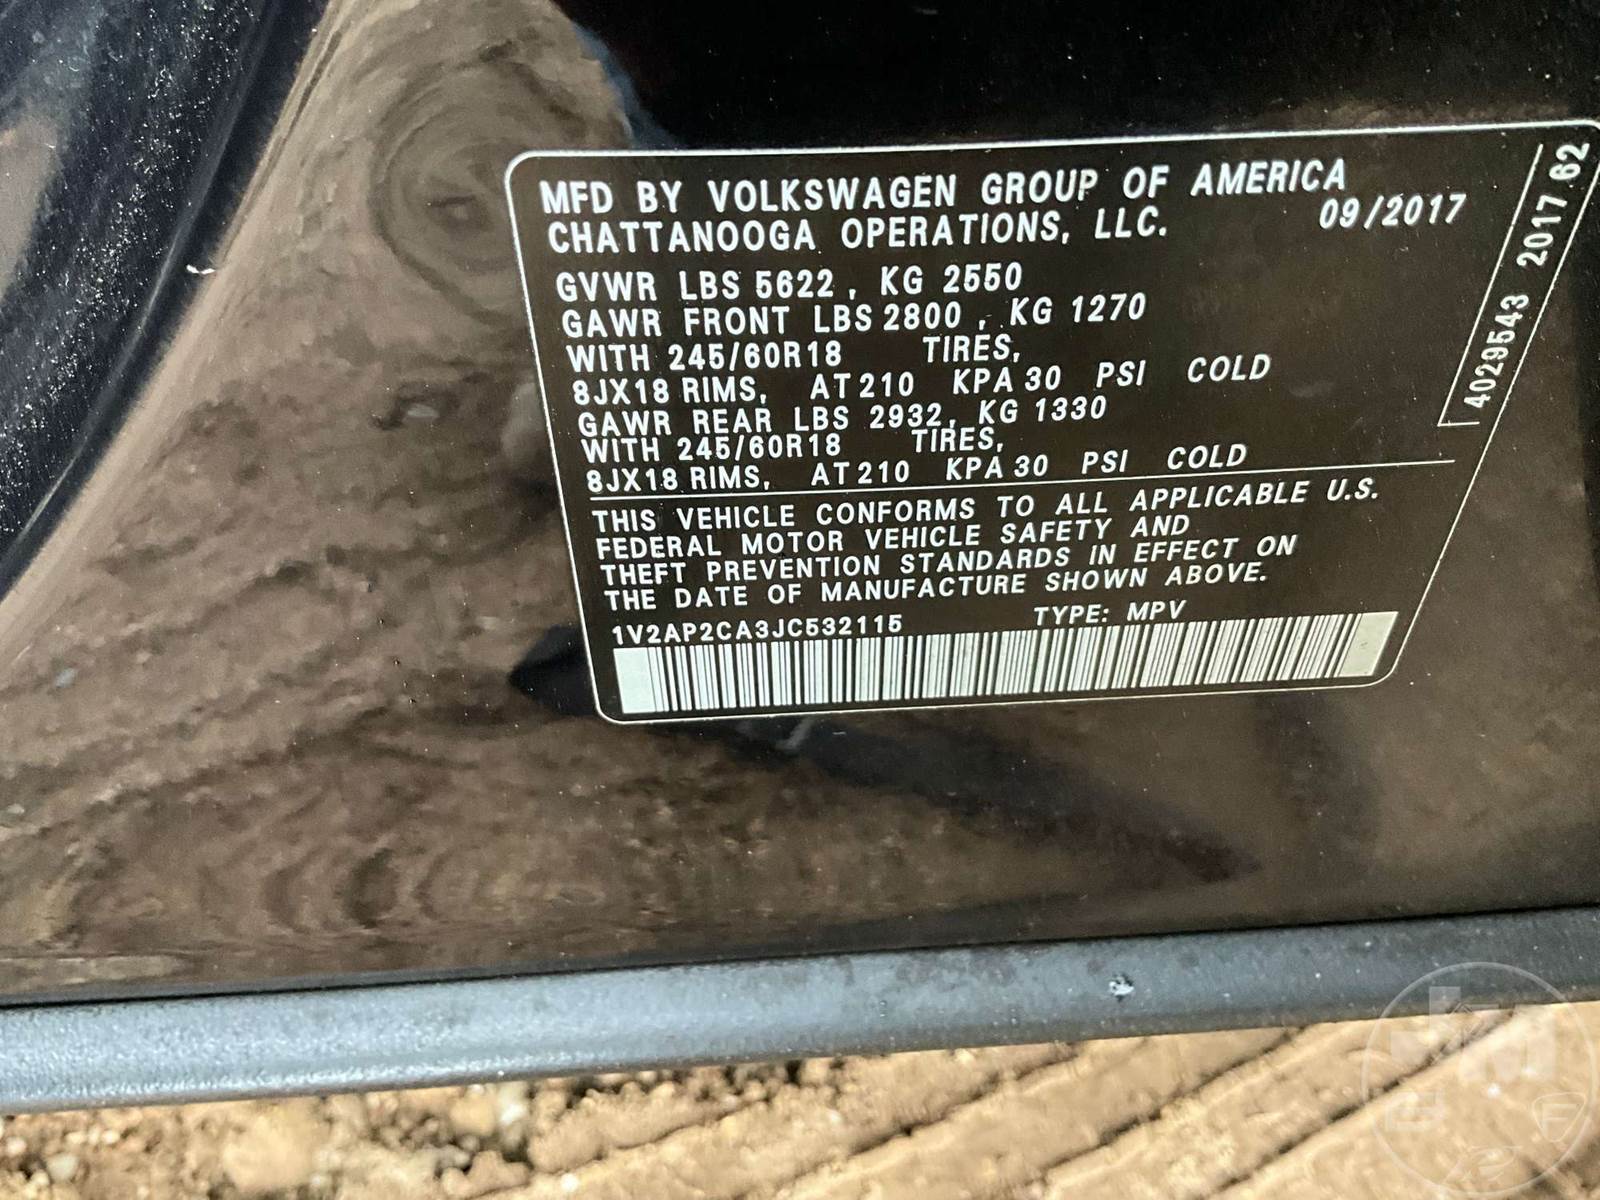 MFD BY VOLKSWAGEN GROUP OF AMERICA
CHATTANOOGA OPERATIONS, LLC. 09/2017
GVWR LBS 5622, KG 2550
GAWR FRONT LBS 2800, KG 1270
WITH 245/60R18 TIRES,
8JX18 RIMS, AT 210 KPA 30 PSI COLD
GAWR REAR LBS 2932, KG 1330
WITH 245/60R18 TIRES,
8JX18 RIMS, AT 210 KPA 30 PSI COLD
THIS VEHICLE CONFORMS TO ALL APPLICABLE U.S.
FEDERAL MOTOR VEHICLE SAFETY AND
THEFT PREVENTION STANDARDS IN EFFECT ON
THE DATE OF MANUFACTURE SHOWN ABOVE.
1V2AP2CA3JC532115 TYPE: MPV
4029543 2017 62